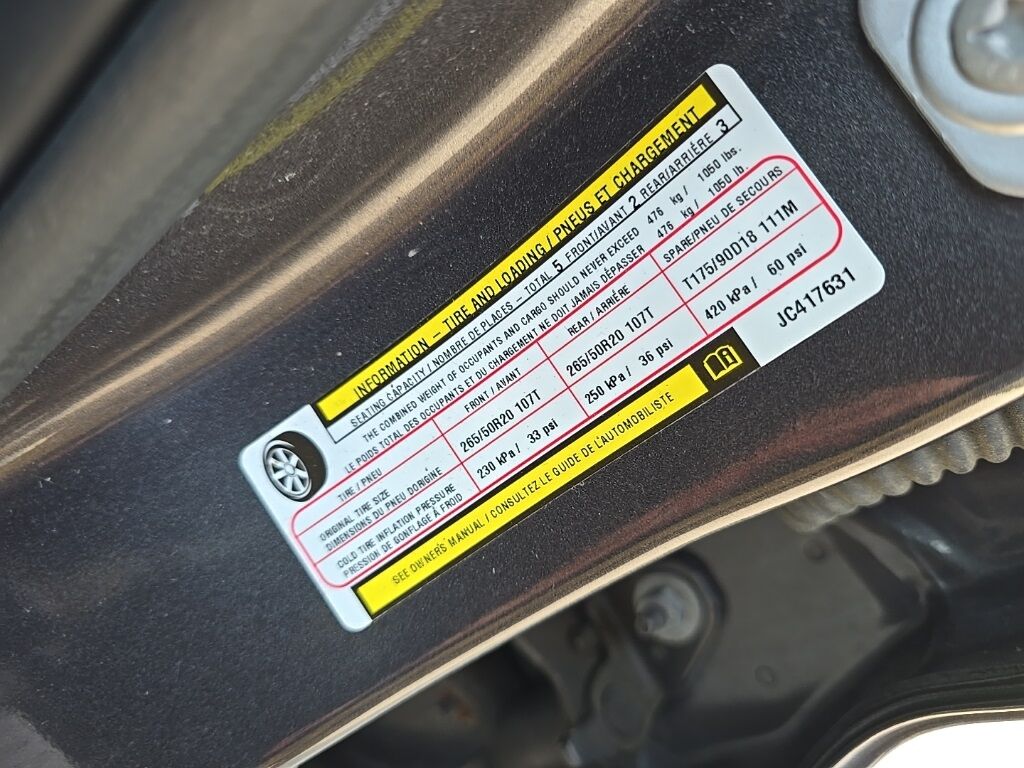 INFORMATION – TIRE AND LOADING / PNEUS ET CHARGEMENT
SEATING CAPACITY / NOMBRE DE PLACES – TOTAL 5 FRONT/AVANT 2 REAR/ARRIÉRE 3
THE COMBINED WEIGHT OF OCCUPANTS AND CARGO SHOULD NEVER EXCEED 476 kg / 1050 lbs.
LE POIDS TOTAL DES OCCUPANTS ET DU CHARGEMENT NE DOIT JAMAIS DÉPASSER 476 kg / 1050 lb.
TIRE / PNEU FRONT / AVANT REAR / ARRIÉRE SPARE/PNEU DE SECOURS
ORIGINAL TIRE SIZE
DIMENSIONS DU PNEU DORIGINE
265/50R20 107T 265/50R20 107T T175/90D18 111M
COLD TIRE INFLATION PRESSURE
PRESSION DE GONFLAGE À FROID
230 kPa / 33 psi 250 kPa / 36 psi 420 kPa / 60 psi
SEE OWNER'S MANUAL / CONSULTEZ LE GUIDE DE L'AUTOMOBILISTE
JC417631